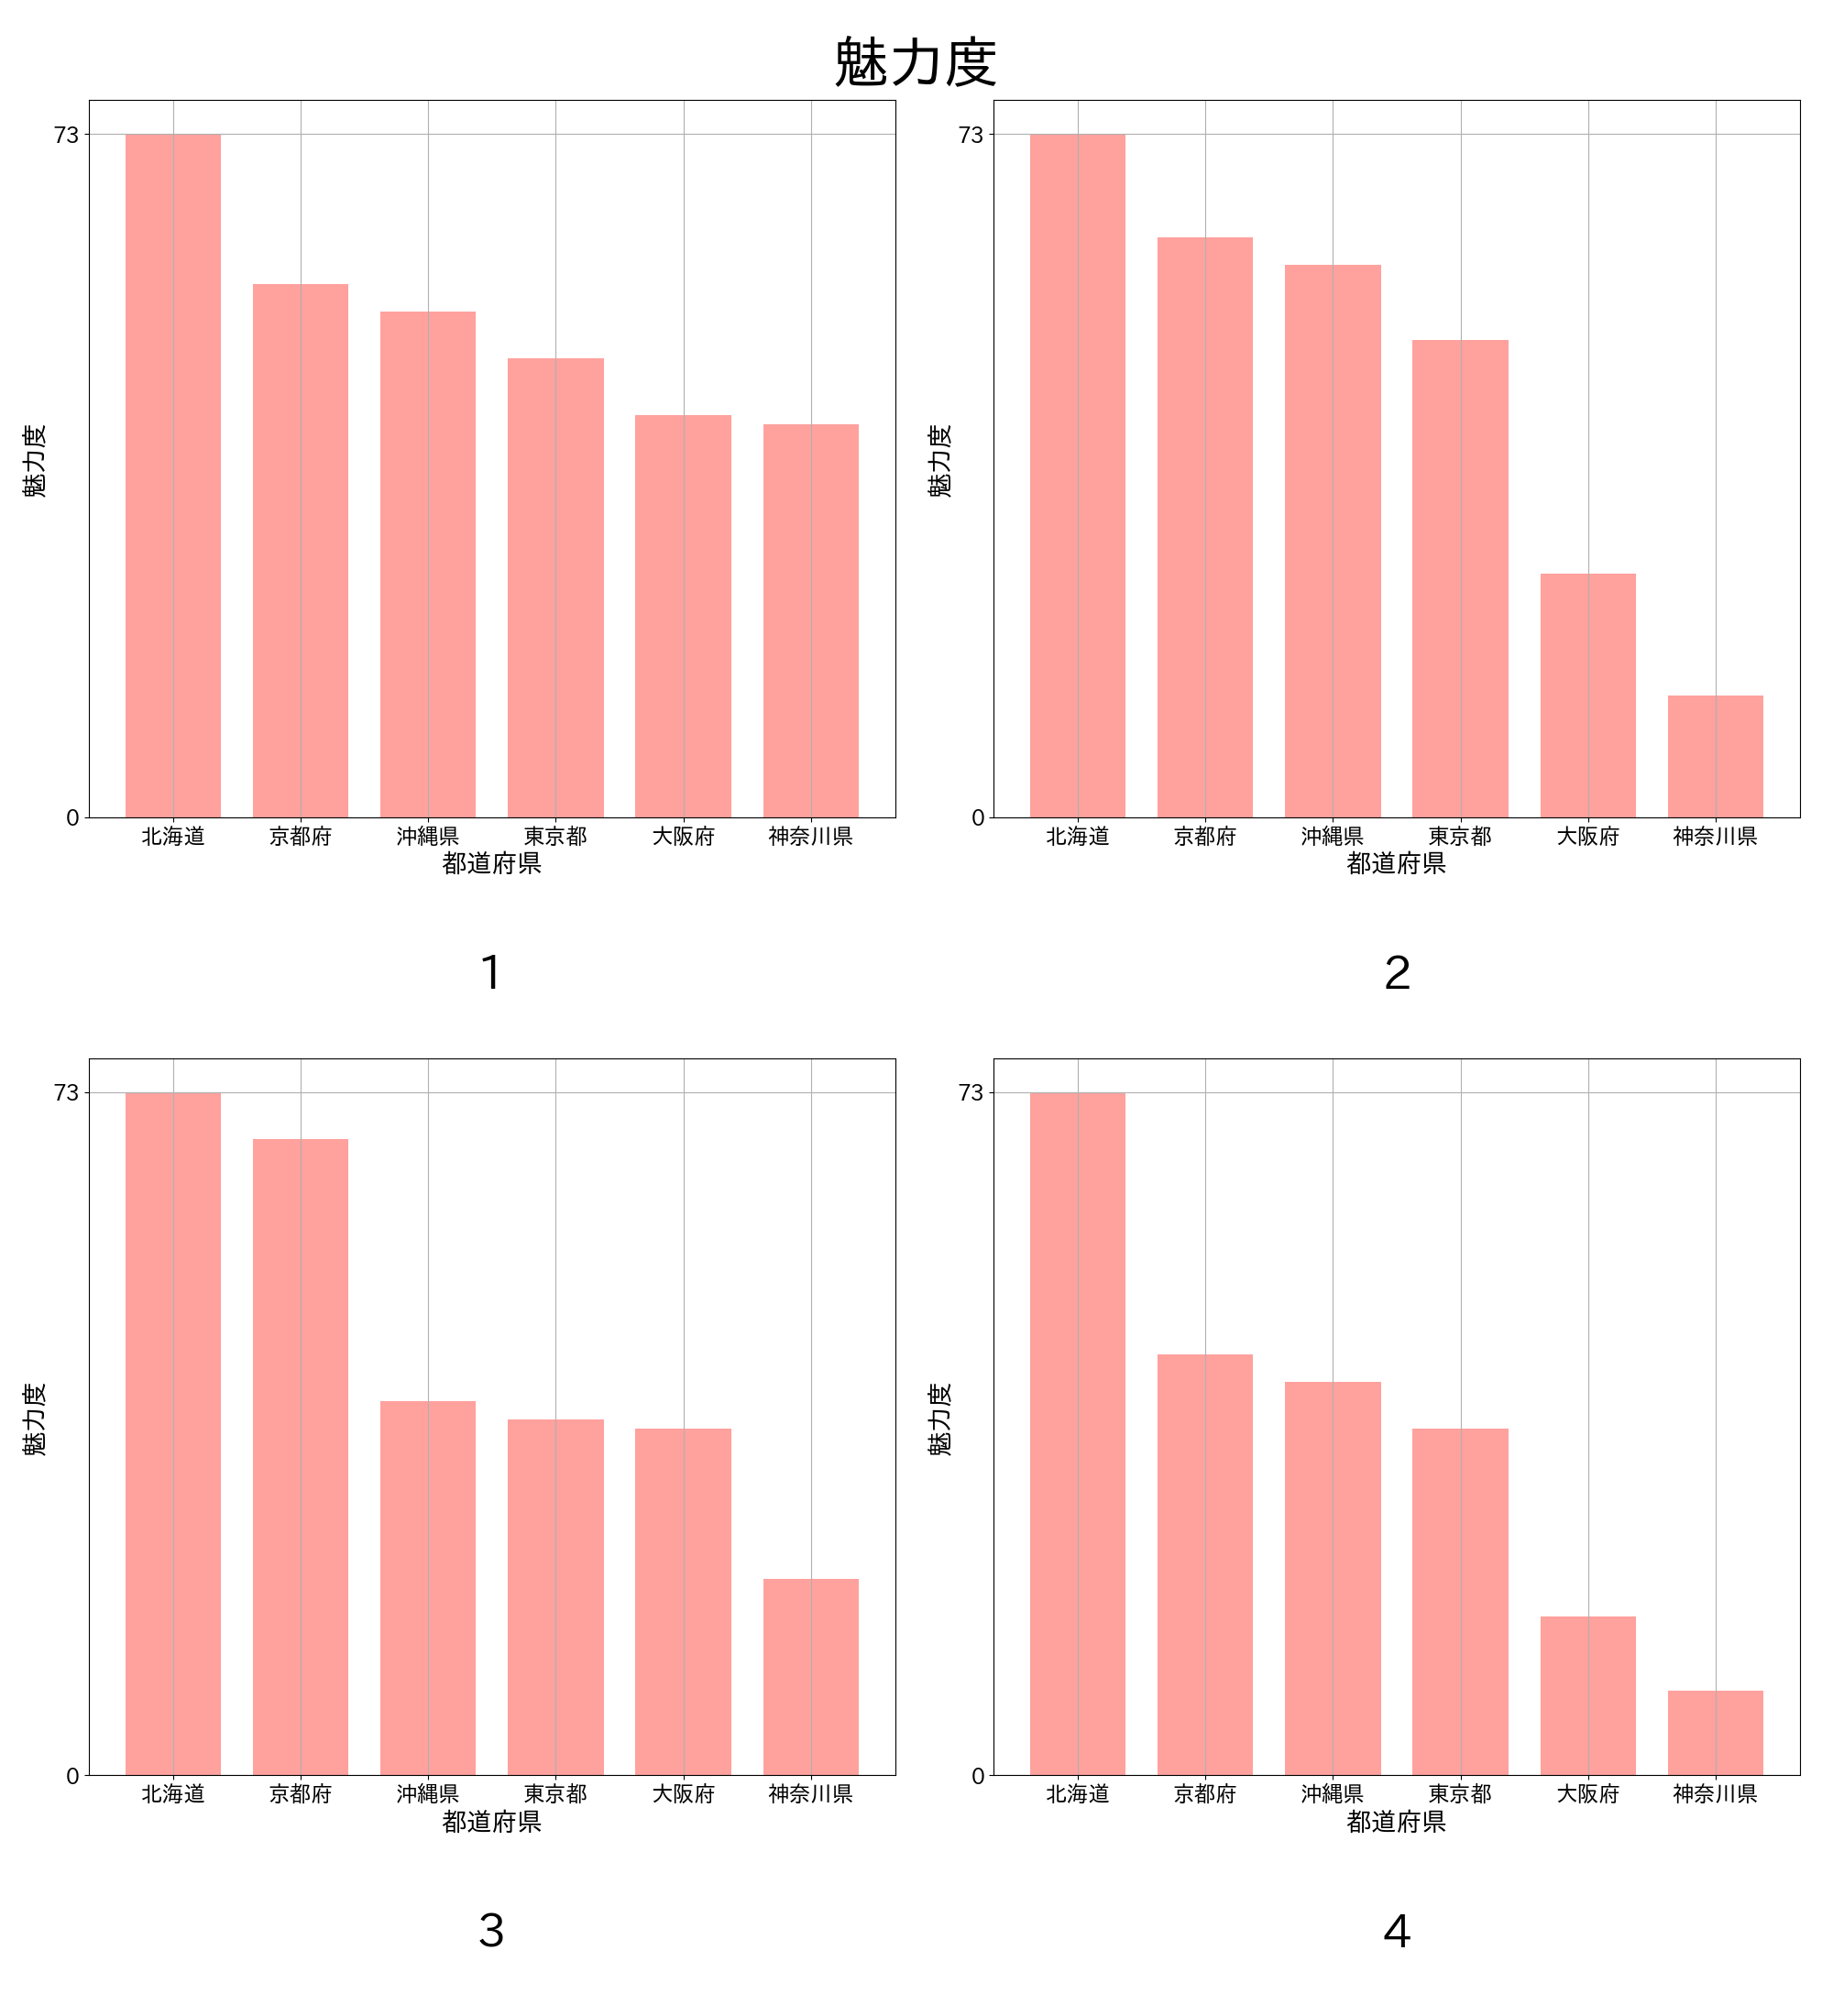 魅力度
73
0
魅力度
北海道 京都府 沖縄県 東京都 大阪府 神奈川県
都道府県
1
73
0
魅力度
北海道 京都府 沖縄県 東京都 大阪府 神奈川県
都道府県
2
73
0
魅力度
北海道 京都府 沖縄県 東京都 大阪府 神奈川県
都道府県
3
73
0
魅力度
北海道 京都府 沖縄県 東京都 大阪府 神奈川県
都道府県
4